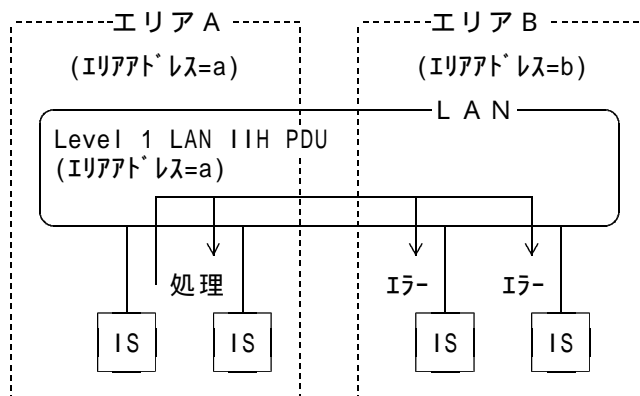 エリアA エリアB
(ｴﾘｱｱﾄﾞﾚｽ=a) (ｴﾘｱｱﾄﾞﾚｽ=b)
LAN
Level 1 LAN IIH PDU
(ｴﾘｱｱﾄﾞﾚｽ=a)
処理 ｴﾗｰ ｴﾗｰ
IS IS IS IS